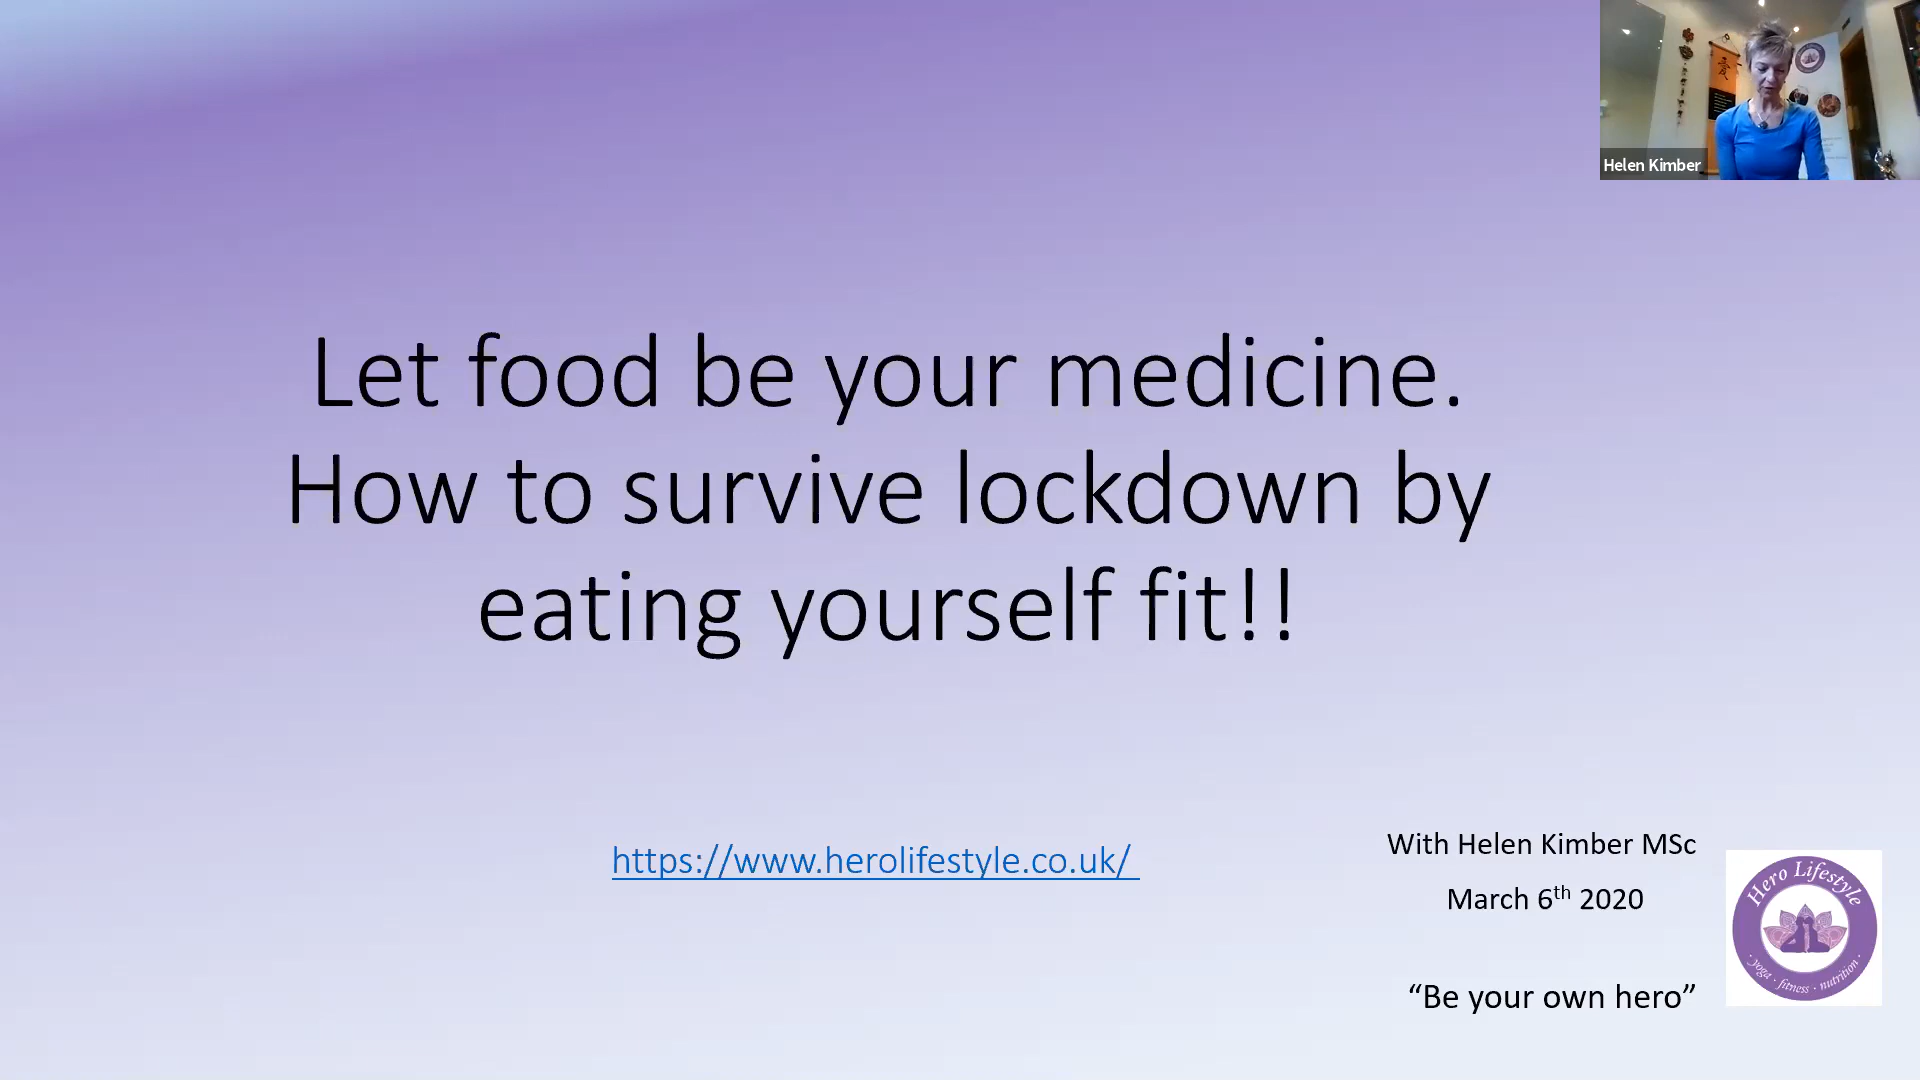 Helen Kimber
Let food be your medicine.
How to survive lockdown by
eating yourself fit!!
https://www.herolifestyle.co.uk/
With Helen Kimber MSc
March 6th 2020
“Be your own hero”
Hero Lifestyle
· yoga · fitness · nutrition ·